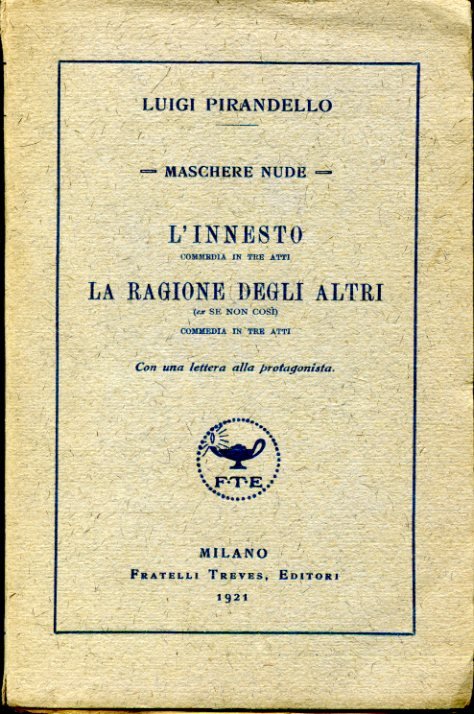 LUIGI PIRANDELLO
— MASCHERE NUDE —
L'INNESTO
COMMEDIA IN TRE ATTI
LA RAGIONE DEGLI ALTRI
(ex SE NON COSÌ)
COMMEDIA IN TRE ATTI
Con una lettera alla protagonista.
F·T·E
MILANO
FRATELLI TREVES, EDITORI
1921